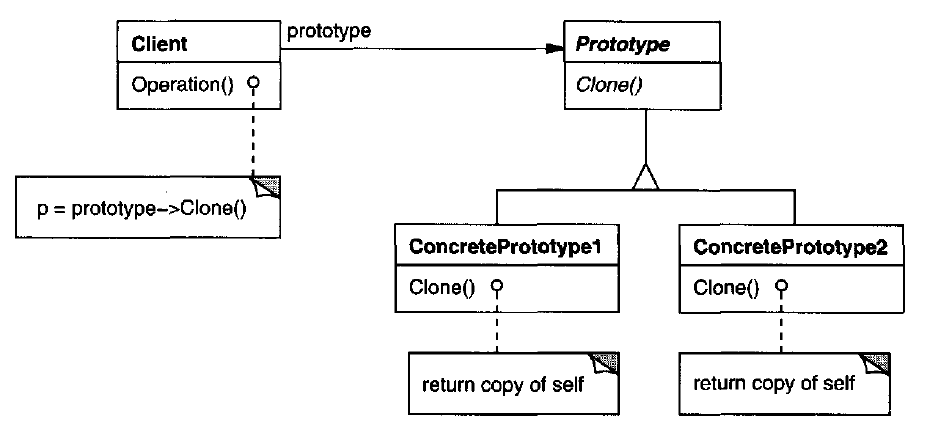 Client
Operation()
prototype
Prototype
Clone()
p = prototype->Clone()
ConcretePrototype1
Clone()
ConcretePrototype2
Clone()
return copy of self
return copy of self